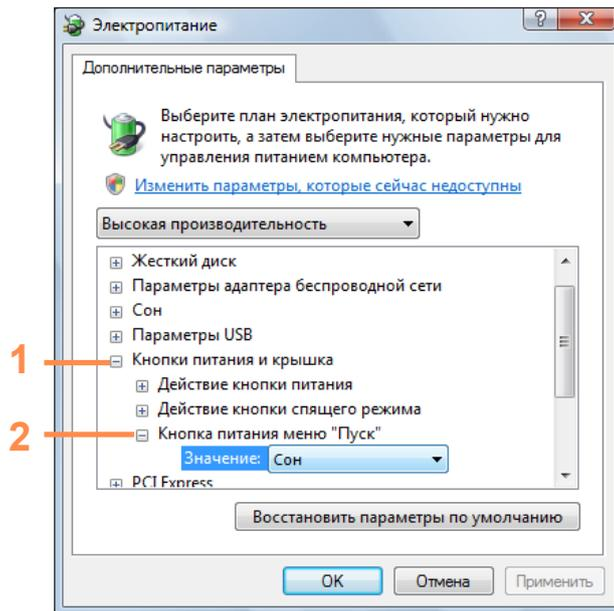 Электропитание
Дополнительные параметры
Выберите план электропитания, который нужно
настроить, а затем выберите нужные параметры для
управления питанием компьютера.
Изменить параметры, которые сейчас недоступны
Высокая производительность
Жесткий диск
Параметры адаптера беспроводной сети
Сон
Параметры USB
1
Кнопки питания и крышка
Действие кнопки питания
Действие кнопки спящего режима
2
Кнопка питания меню "Пуск"
Значение: Сон
PCI Express
Восстановить параметры по умолчанию
OK Отмена Применить